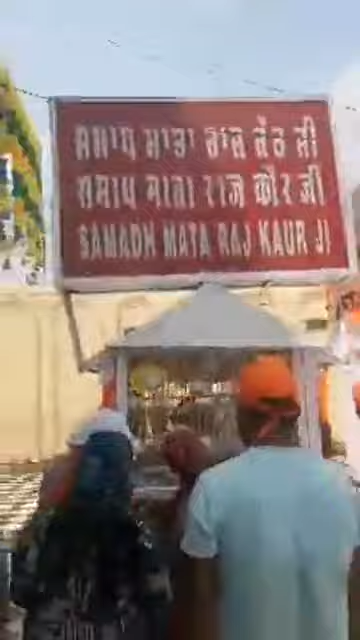 ਸਮਾਧ ਮਾਤਾ ਰਾਜ ਕੌਰ ਜੀ
समाध माता राज कौर जी
SAMADH MATA RAJ KAUR JI